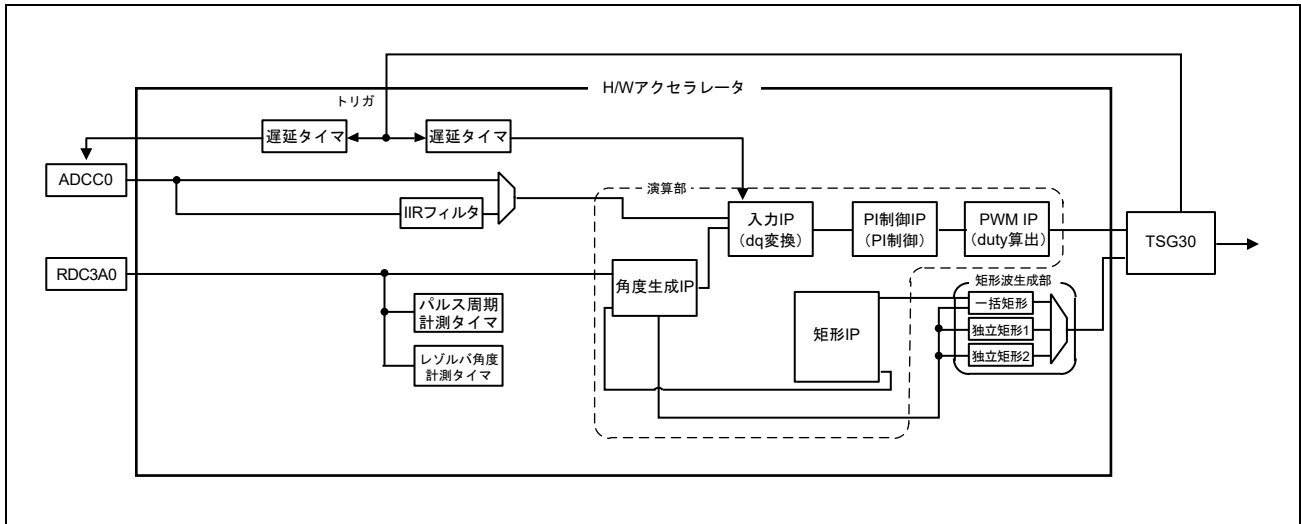 H/Wアクセラレータ
トリガ
遅延タイマ
遅延タイマ
ADCC0
IIRフィルタ
演算部
入力IP
（dq変換）
PI制御IP
（PI制御）
PWM IP
（duty算出）
TSG30
RDC3A0
角度生成IP
パルス周期
計測タイマ
レゾルバ角度
計測タイマ
矩形IP
矩形波生成部
一括矩形
独立矩形1
独立矩形2